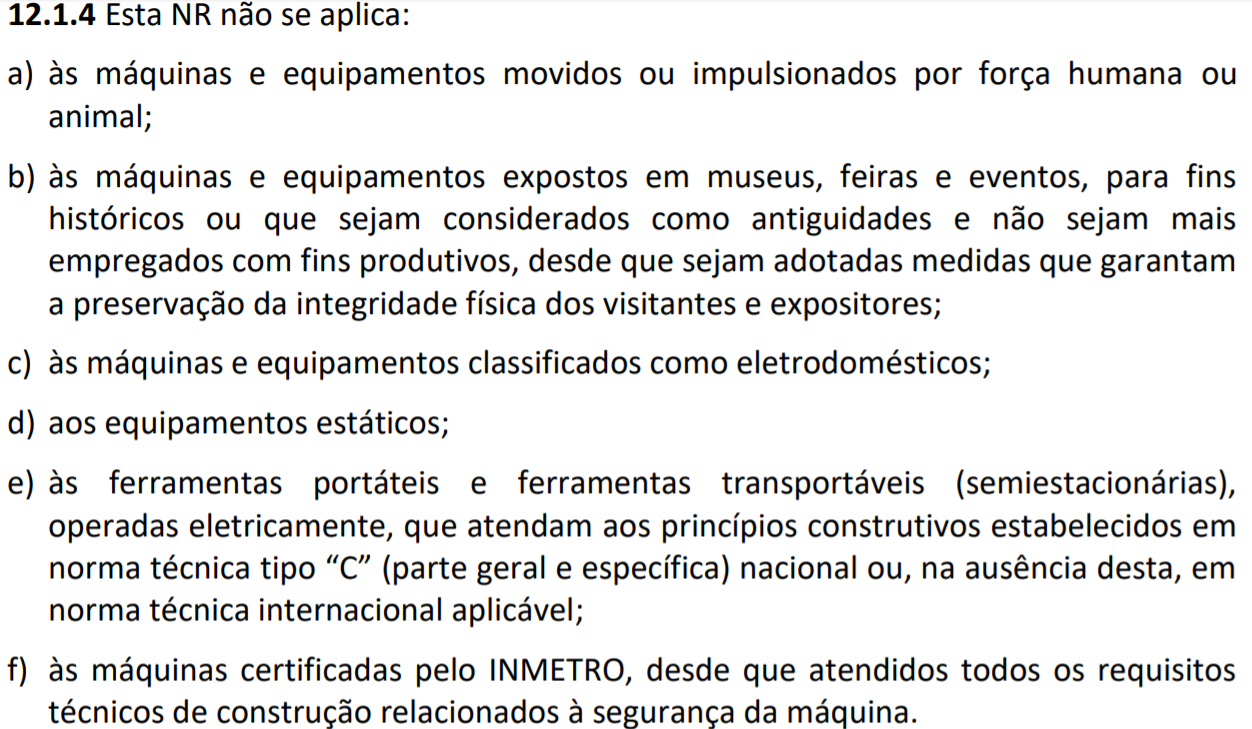 12.1.4 Esta NR não se aplica:
a) às máquinas e equipamentos movidos ou impulsionados por força humana ou
animal;
b) às máquinas e equipamentos expostos em museus, feiras e eventos, para fins
históricos ou que sejam considerados como antiguidades e não sejam mais
empregados com fins produtivos, desde que sejam adotadas medidas que garantam
a preservação da integridade física dos visitantes e expositores;
c) às máquinas e equipamentos classificados como eletrodomésticos;
d) aos equipamentos estáticos;
e) às ferramentas portáteis e ferramentas transportáveis (semiestacionárias),
operadas eletricamente, que atendam aos princípios construtivos estabelecidos em
norma técnica tipo “C” (parte geral e específica) nacional ou, na ausência desta, em
norma técnica internacional aplicável;
f) às máquinas certificadas pelo INMETRO, desde que atendidos todos os requisitos
técnicos de construção relacionados à segurança da máquina.